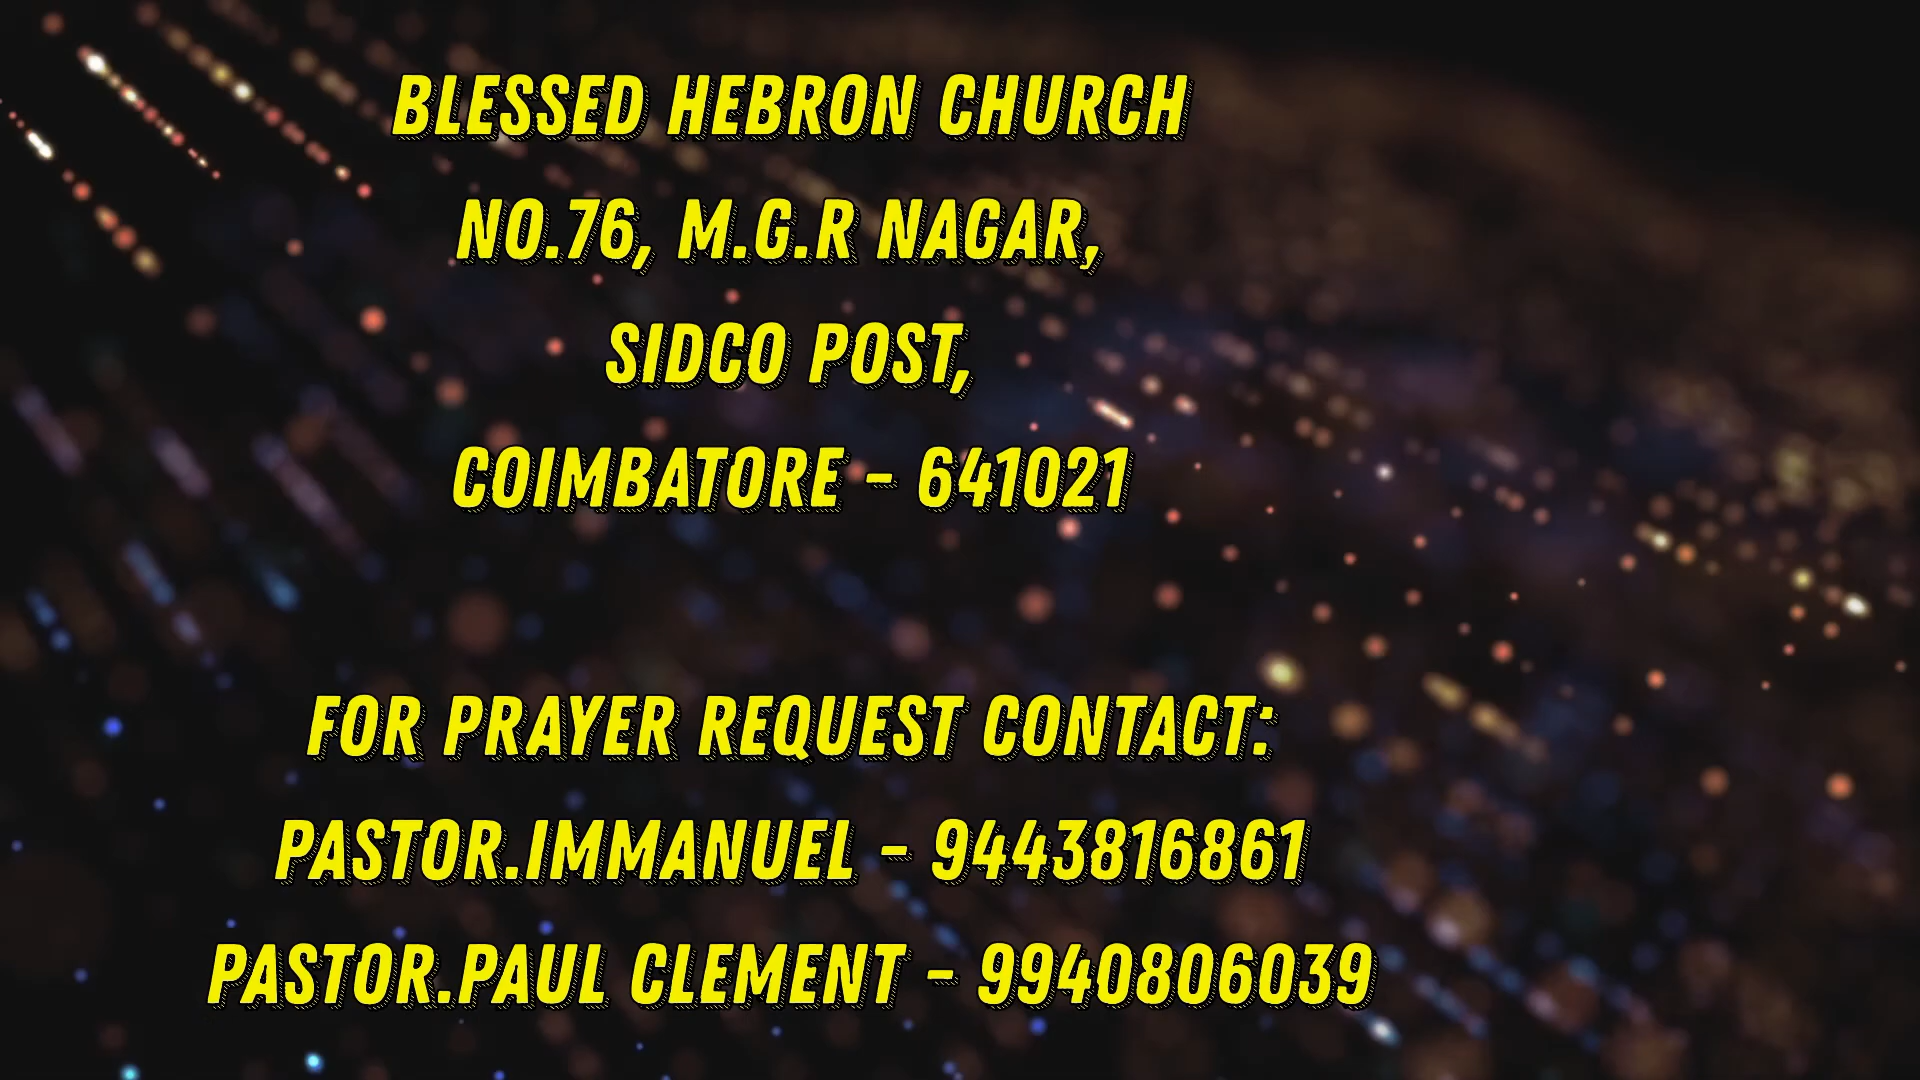 BLESSED HEBRON CHURCH
NO.76, M.G.R NAGAR,
SIDCO POST,
COIMBATORE - 641021
FOR PRAYER REQUEST CONTACT:
PASTOR.IMMANUEL - 9443816861
PASTOR.PAUL CLEMENT - 9940806039